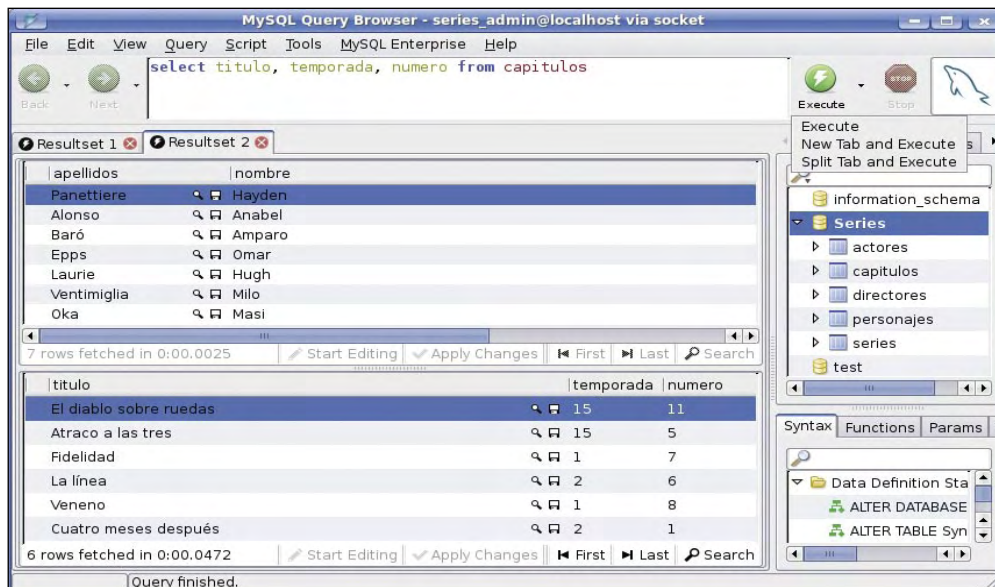 MySQL Query Browser - series_admin@localhost via socket
File Edit View Query Script Tools MySQL Enterprise Help
select titulo, temporada, numero from capitulos
Back Next Execute Stop
STOP
Execute
New Tab and Execute
Split Tab and Execute
Resultset 1 Resultset 2
apellidos nombre
Panettiere Hayden
Alonso Anabel
Baró Amparo
Epps Omar
Laurie Hugh
Ventimiglia Milo
Oka Masi
7 rows fetched in 0:00.0025 Start Editing Apply Changes First Last Search
titulo temporada numero
El diablo sobre ruedas 15 11
Atraco a las tres 15 5
Fidelidad 1 7
La línea 2 6
Veneno 1 8
Cuatro meses después 2 1
6 rows fetched in 0:00.0472 Start Editing Apply Changes First Last Search
Query finished.
information_schema
Series
actores
capitulos
directores
personajes
series
test
Syntax Functions Params
Data Definition Sta
ALTER DATABASE
ALTER TABLE Syn